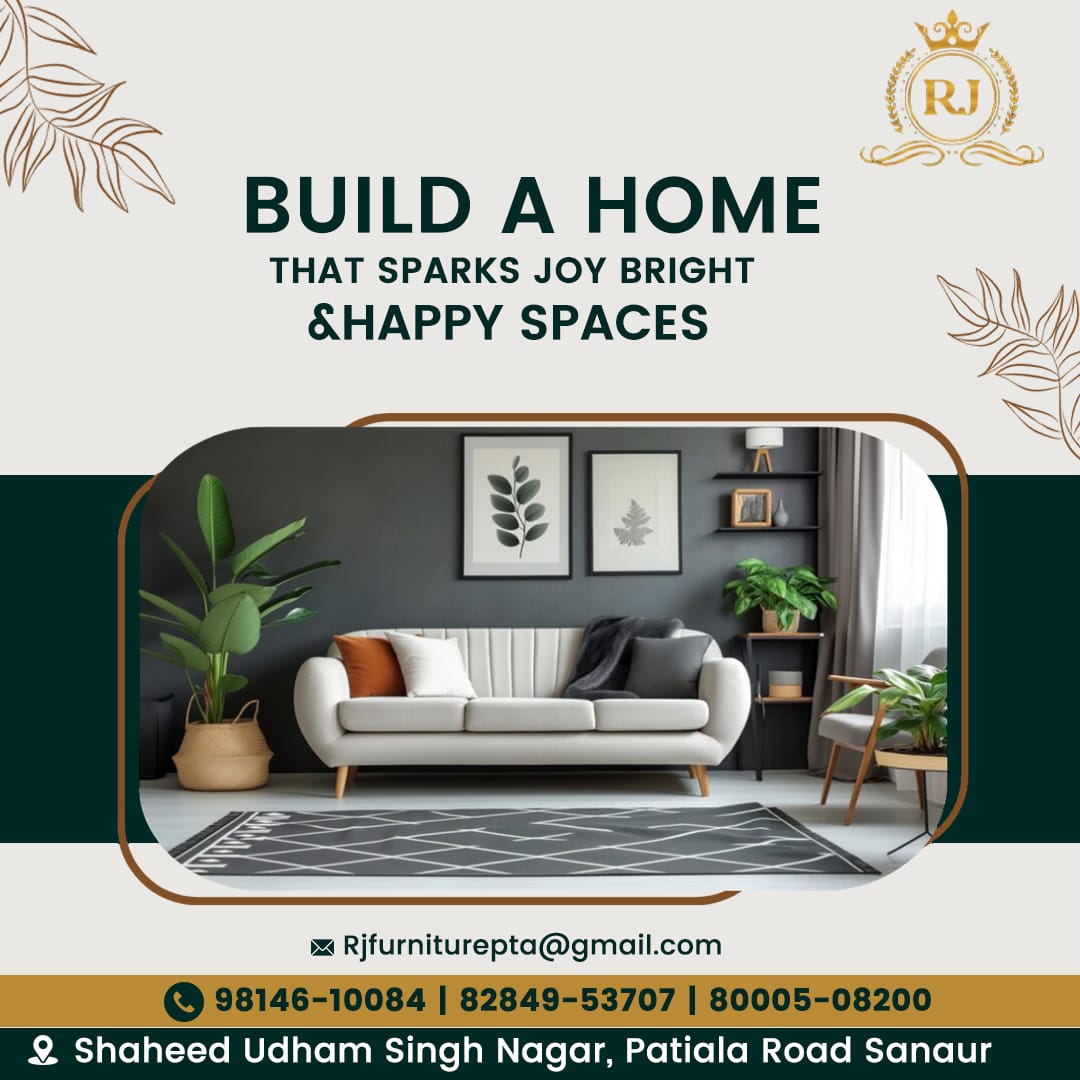 RJ
BUILD A HOME
THAT SPARKS JOY BRIGHT
&HAPPY SPACES
Rjfurniturepta@gmail.com
98146-10084 | 82849-53707 | 80005-08200
Shaheed Udham Singh Nagar, Patiala Road Sanaur